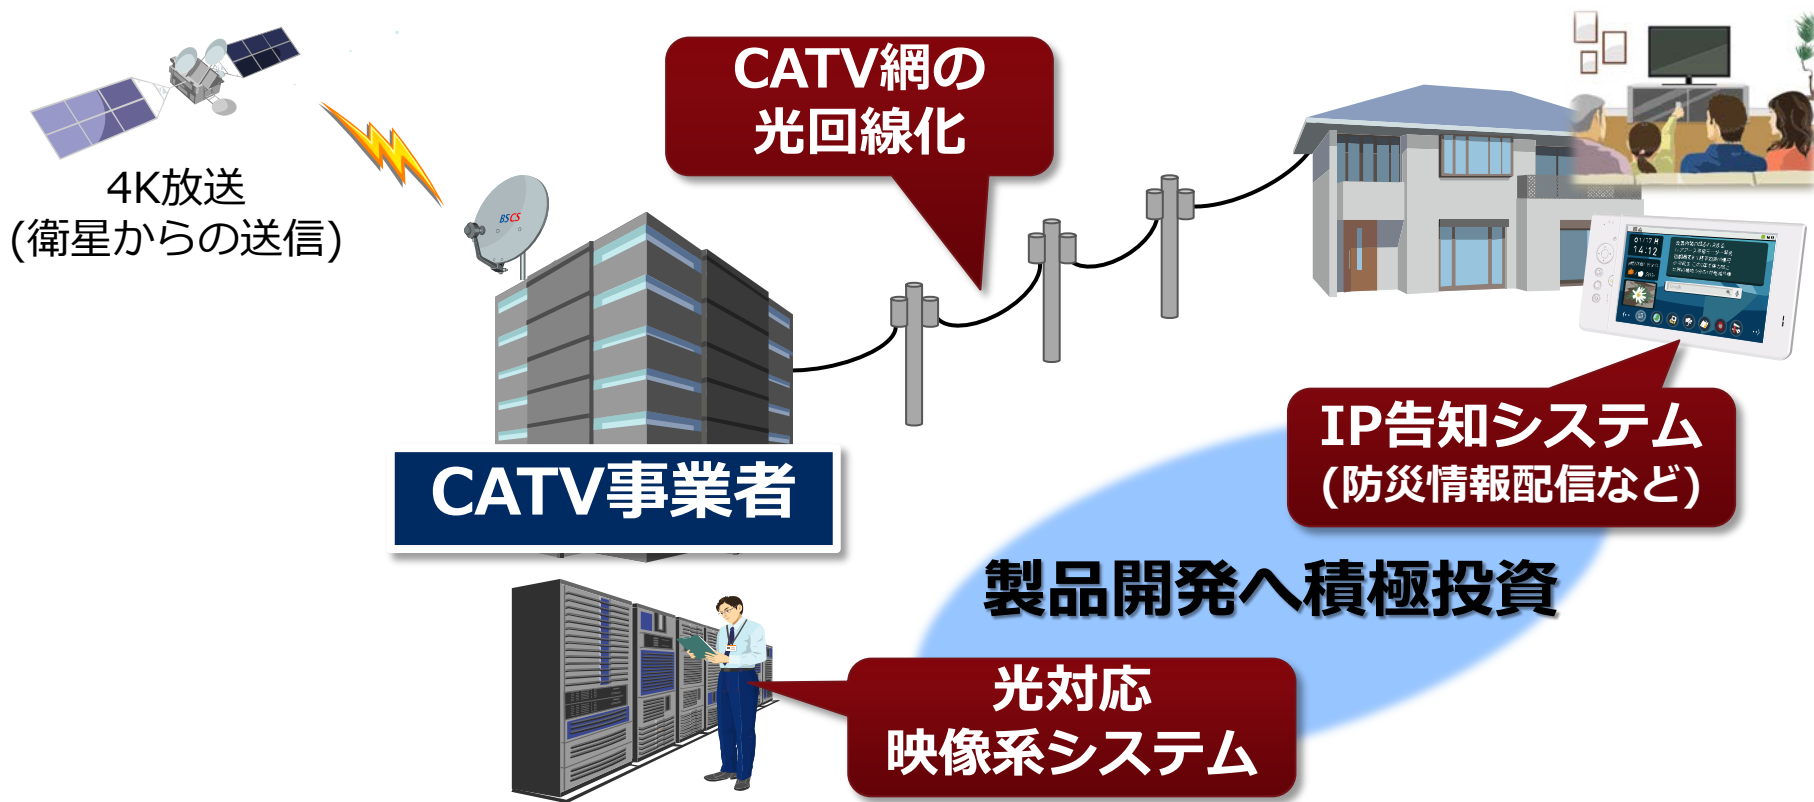 CATV網の
光回線化
4K放送
(衛星からの送信)
BSCS
14:12
IP告知システム
(防災情報配信など)
CATV事業者
製品開発へ積極投資
光対応
映像系システム